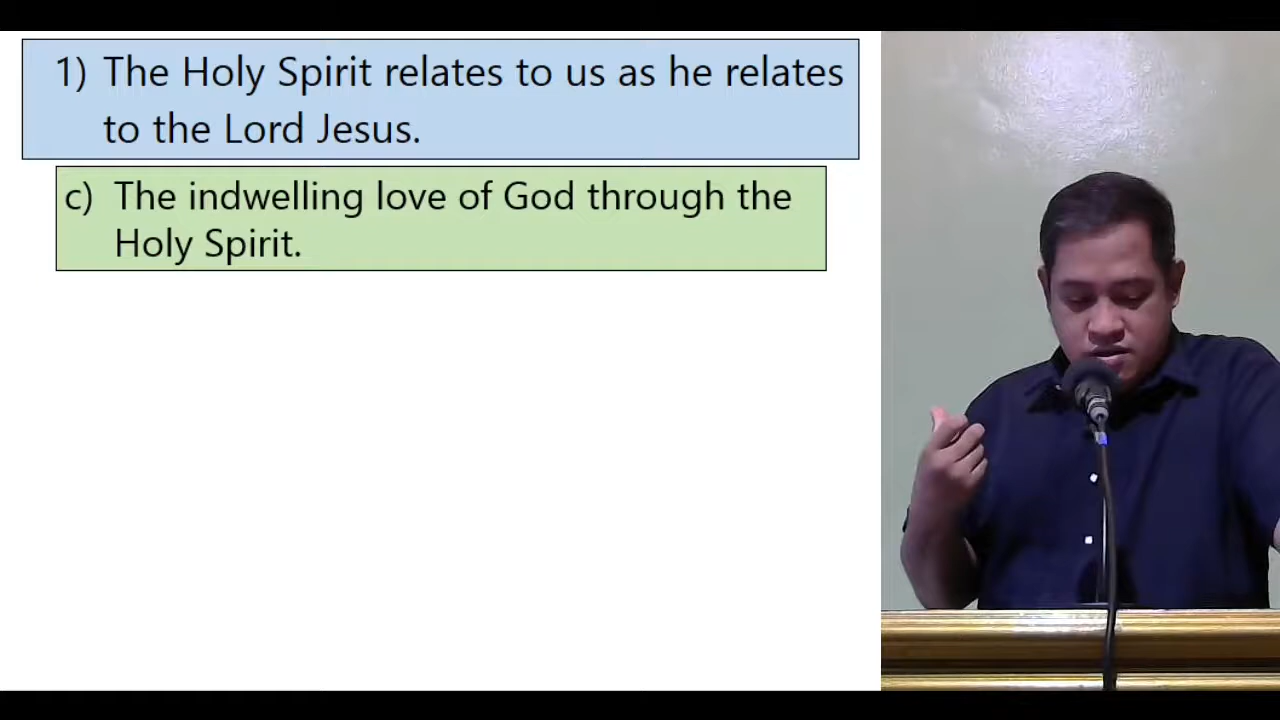 1) The Holy Spirit relates to us as he relates
to the Lord Jesus.
c) The indwelling love of God through the
Holy Spirit.